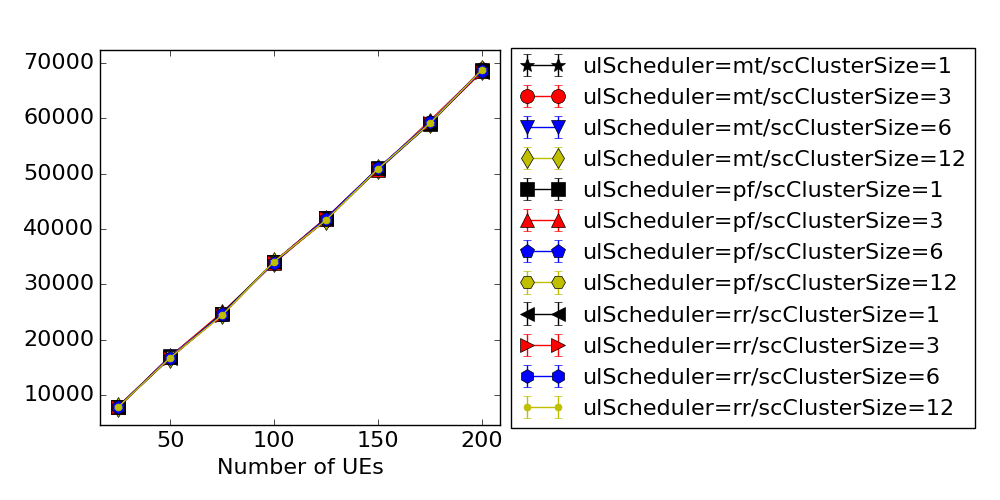 70000
60000
50000
40000
30000
20000
10000
50
100
150
200
Number of UEs
ulScheduler=mt/scClusterSize=1
ulScheduler=mt/scClusterSize=3
ulScheduler=mt/scClusterSize=6
ulScheduler=mt/scClusterSize=12
ulScheduler=pf/scClusterSize=1
ulScheduler=pf/scClusterSize=3
ulScheduler=pf/scClusterSize=6
ulScheduler=pf/scClusterSize=12
ulScheduler=rr/scClusterSize=1
ulScheduler=rr/scClusterSize=3
ulScheduler=rr/scClusterSize=6
ulScheduler=rr/scClusterSize=12